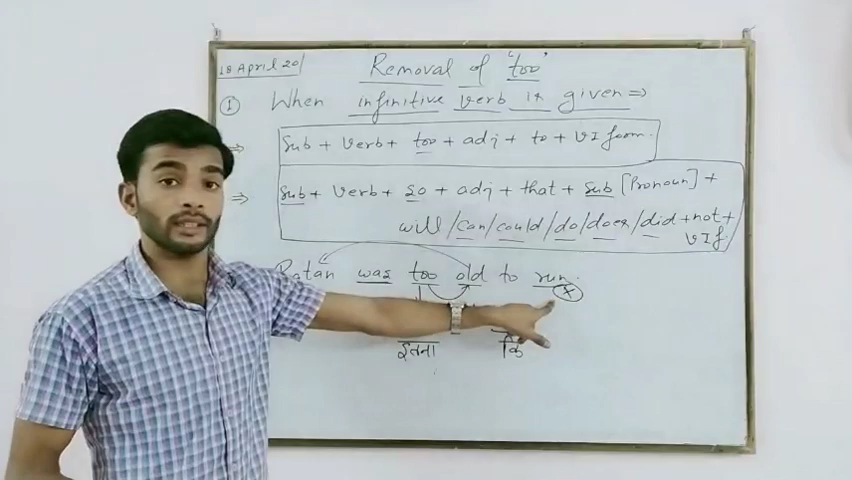 18 April 20
Removal of 'too'
① When infinitive verb is given ⇒
⇒ Sub + verb + too + adj + to + V I form.
⇒ Sub + verb + so + adj + that + Sub [Pronoun] +
will /can/could/do/does/did +not+
V I f.
Ratan was too old to run.
×
इतना कि